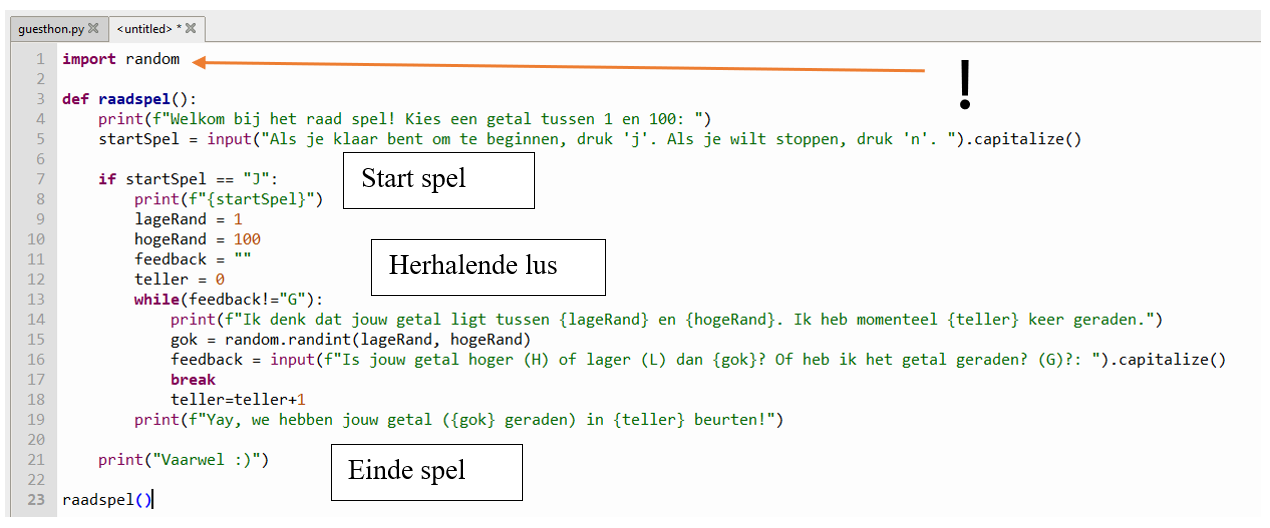 guesthon.py <untitled> *
1 import random
2
3 def raadspel():
4 print(f"Welkom bij het raad spel! Kies een getal tussen 1 en 100: ")
5 startSpel = input("Als je klaar bent om te beginnen, druk 'j'. Als je wilt stoppen, druk 'n'. ").capitalize()
6
Start spel
7 if startSpel == "J":
8 print(f"{startSpel}")
9 lageRand = 1
10 hogeRand = 100
11 feedback = ""
Herhalende lus
12 teller = 0
13 while(feedback!="G"):
14 print(f"Ik denk dat jouw getal ligt tussen {lageRand} en {hogeRand}. Ik heb momenteel {teller} keer geraden.")
15 gok = random.randint(lageRand, hogeRand)
16 feedback = input(f"Is jouw getal hoger (H) of lager (L) dan {gok}? Of heb ik het getal geraden? (G)?: ").capitalize()
17 break
18 teller=teller+1
19 print(f"Yay, we hebben jouw getal ({gok} geraden) in {teller} beurten!")
20
21 print("Vaarwel :)")
Einde spel
22
23 raadspel()
!